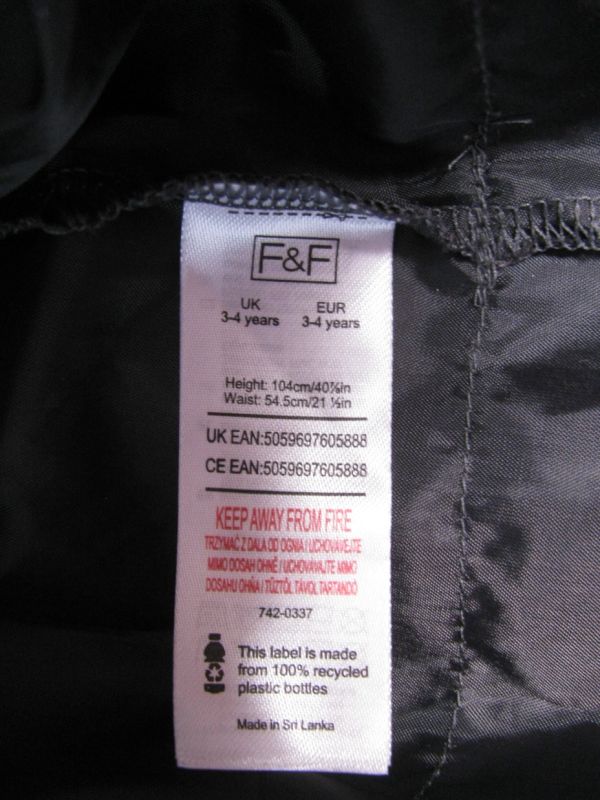 F&F
UK EUR
3-4 years 3-4 years
Height: 104cm/40⅞in
Waist: 54.5cm/21 ½in
UK EAN:5059697605888
CE EAN:5059697605888
KEEP AWAY FROM FIRE
TRZYMAĆ Z DALA OD OGNIA / UCHOVÁVEJTE
MIMO DOSAH OHNĚ / UCHOVÁVAJTE MIMO
DOSAHU OHŇA / TŰZTŐL TÁVOL TARTANDÓ
742-0337
This label is made
from 100% recycled
plastic bottles
Made in Sri Lanka